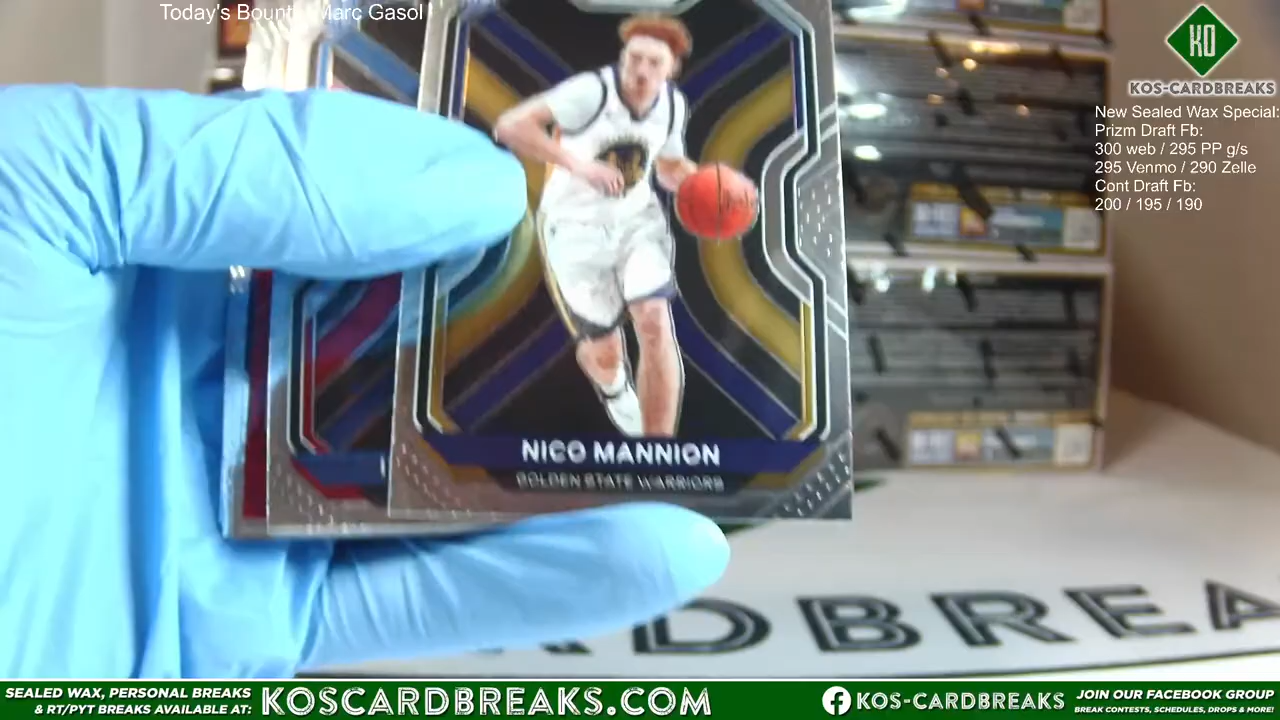 Today's Bounty: Marc Gasol
KO
KOS-CARDBREAKS
New Sealed Wax Special:
Prizm Draft Fb:
300 web / 295 PP g/s
295 Venmo / 290 Zelle
Cont Draft Fb:
200 / 195 / 190
NICO MANNION
GOLDEN STATE WARRIORS
DBREA
SEALED WAX, PERSONAL BREAKS
& RT/PYT BREAKS AVAILABLE AT:
KOSCARDBREAKS.COM
KOS-CARDBREAKS
JOIN OUR FACEBOOK GROUP
BREAK CONTESTS, SCHEDULES, DROPS & MORE!